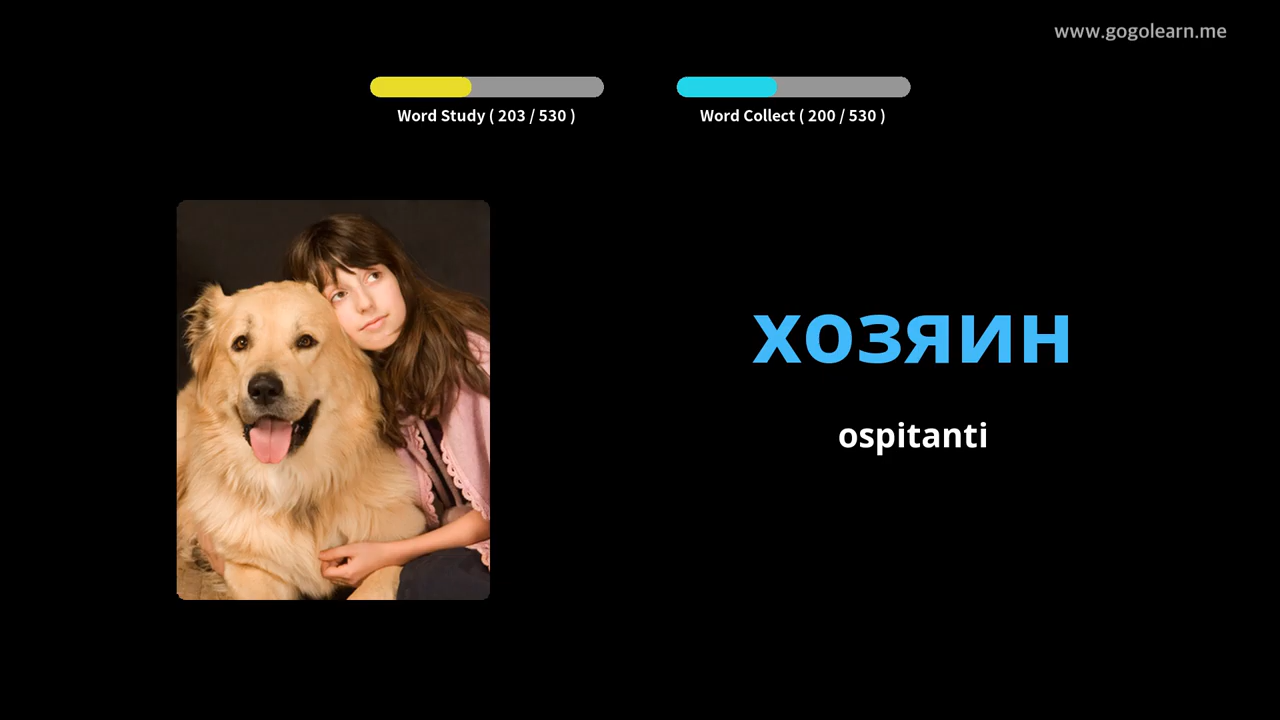 www.gogolearn.me
Word Study ( 203 / 530 )
Word Collect ( 200 / 530 )
хозяин
ospitanti